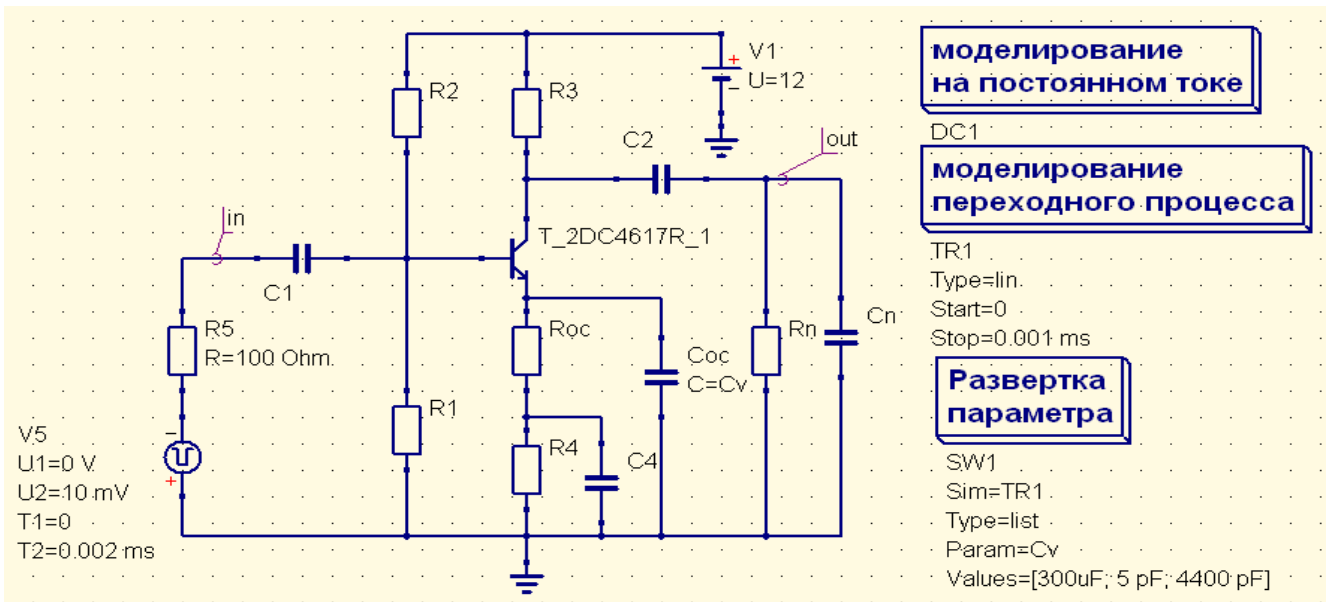 V1
+
U=12
-
R2
R3
C2
out
in
C1
T_2DC4617R_1
R5
R=100 Ohm
Roc
Coc
C=Cv
Rn
Cn
R1
R4
C4
V5
U1=0 V
U2=10 mV
T1=0
T2=0.002 ms
-
+
моделирование
на постоянном токе
DC1
моделирование
переходного процесса
TR1
Type=lin
Start=0
Stop=0.001 ms
Развертка
параметра
SW1
Sim=TR1
Type=list
Param=Cv
Values=[300uF; 5 pF; 4400 pF]